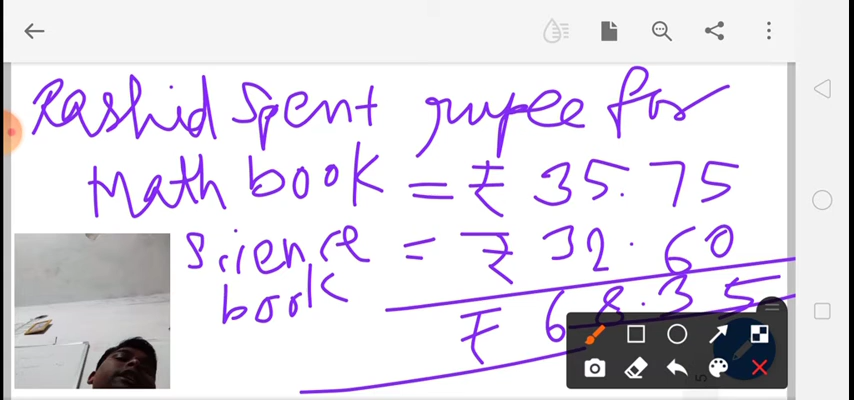 Rashid spent rupee for
Math book = ₹ 35.75
Science = ₹ 32.60
book
₹ 68.35